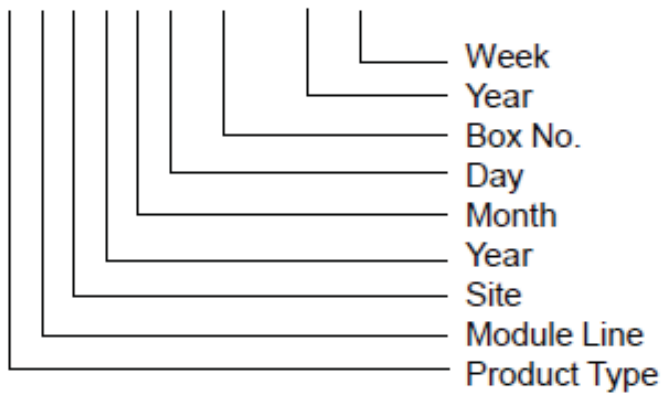 Week
Year
Box No.
Day
Month
Year
Site
Module Line
Product Type